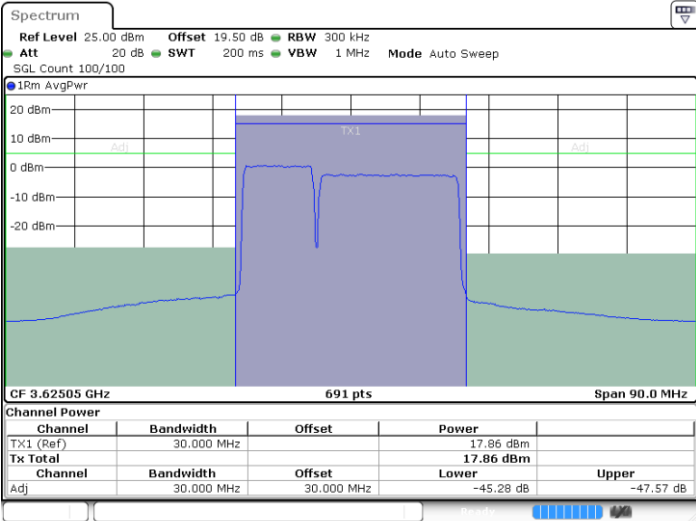 Spectrum
Ref Level 25.00 dBm Offset 19.50 dB RBW 300 kHz
Att 20 dB SWT 200 ms VBW 1 MHz Mode Auto Sweep
SGL Count 100/100
1Rm AvgPwr
20 dBm
TX1
10 dBm
Adj Adj
0 dBm
-10 dBm
-20 dBm
CF 3.62505 GHz 691 pts Span 90.0 MHz
Channel Power
Channel Bandwidth Offset Power
TX1 (Ref) 30.000 MHz 17.86 dBm
Tx Total 17.86 dBm
Channel Bandwidth Offset Lower Upper
Adj 30.000 MHz 30.000 MHz -45.28 dB -47.57 dB
Ready